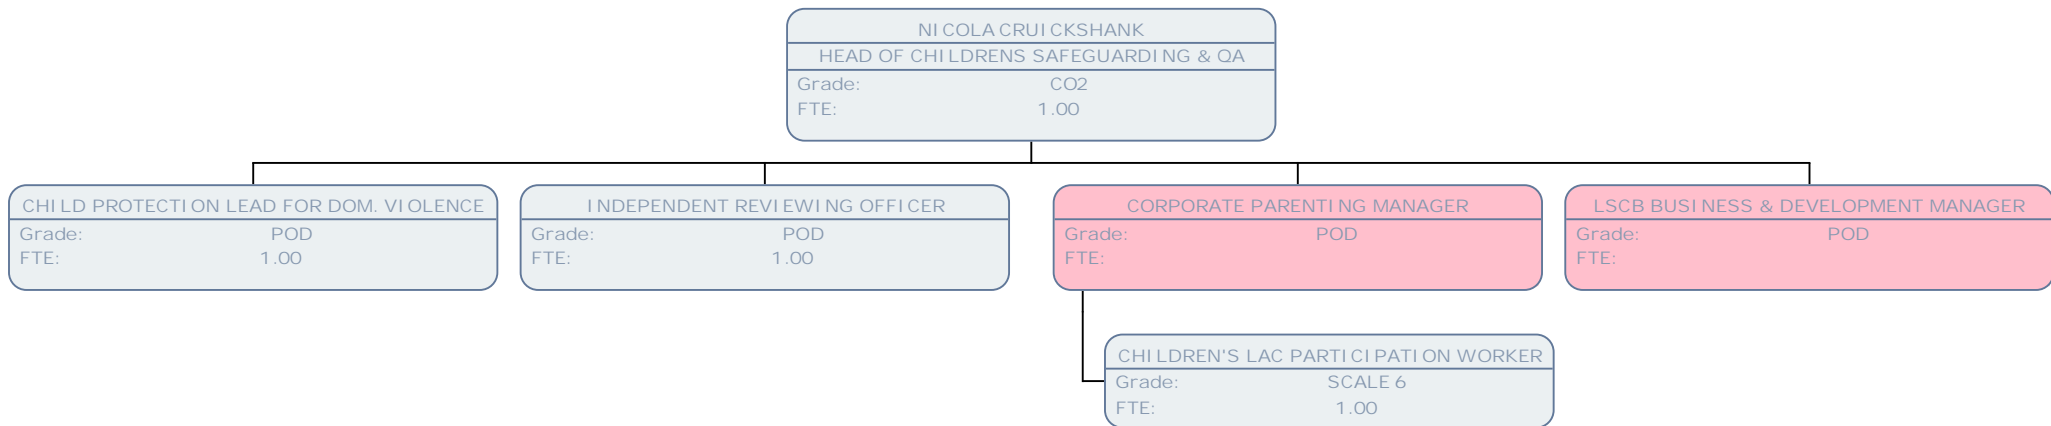 NICOLA CRUICKSHANK
HEAD OF CHILDRENS SAFEGUARDING & QA
Grade: CO2
FTE: 1.00
CHILD PROTECTION LEAD FOR DOM. VIOLENCE
Grade: POD
FTE: 1.00
INDEPENDENT REVIEWING OFFICER
Grade: POD
FTE: 1.00
CORPORATE PARENTING MANAGER
Grade: POD
FTE:
LSCB BUSINESS & DEVELOPMENT MANAGER
Grade: POD
FTE:
CHILDREN'S LAC PARTICIPATION WORKER
Grade: SCALE 6
FTE: 1.00